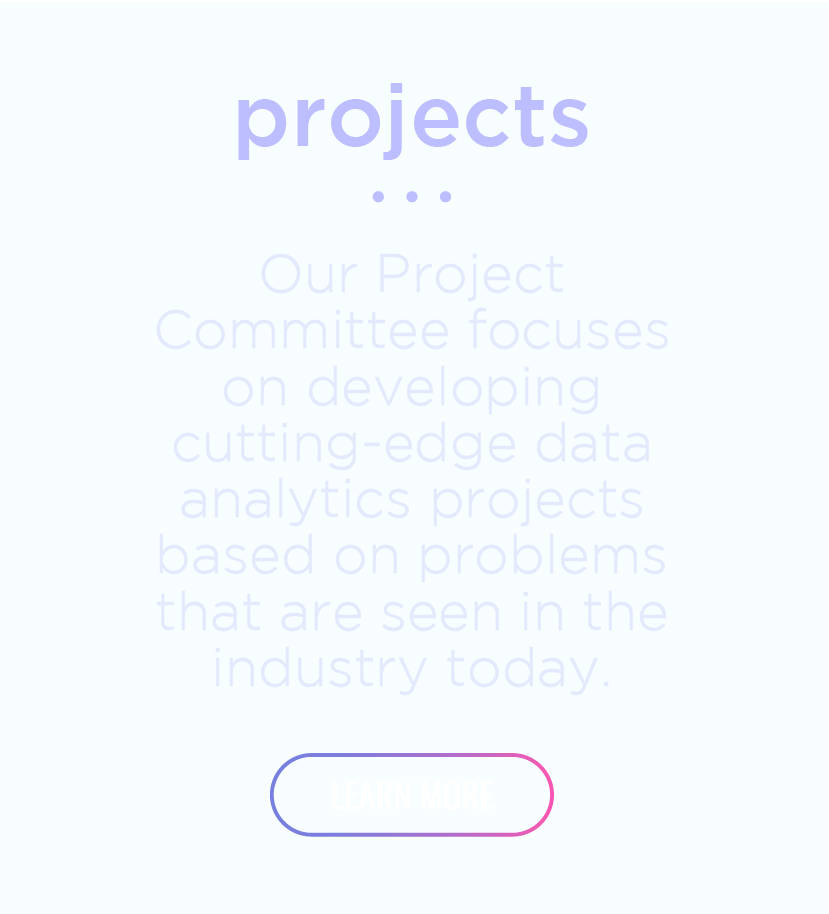 projects
Our Project
Committee focuses
on developing
cutting-edge data
analytics projects
based on problems
that are seen in the
industry today.
LEARN MORE